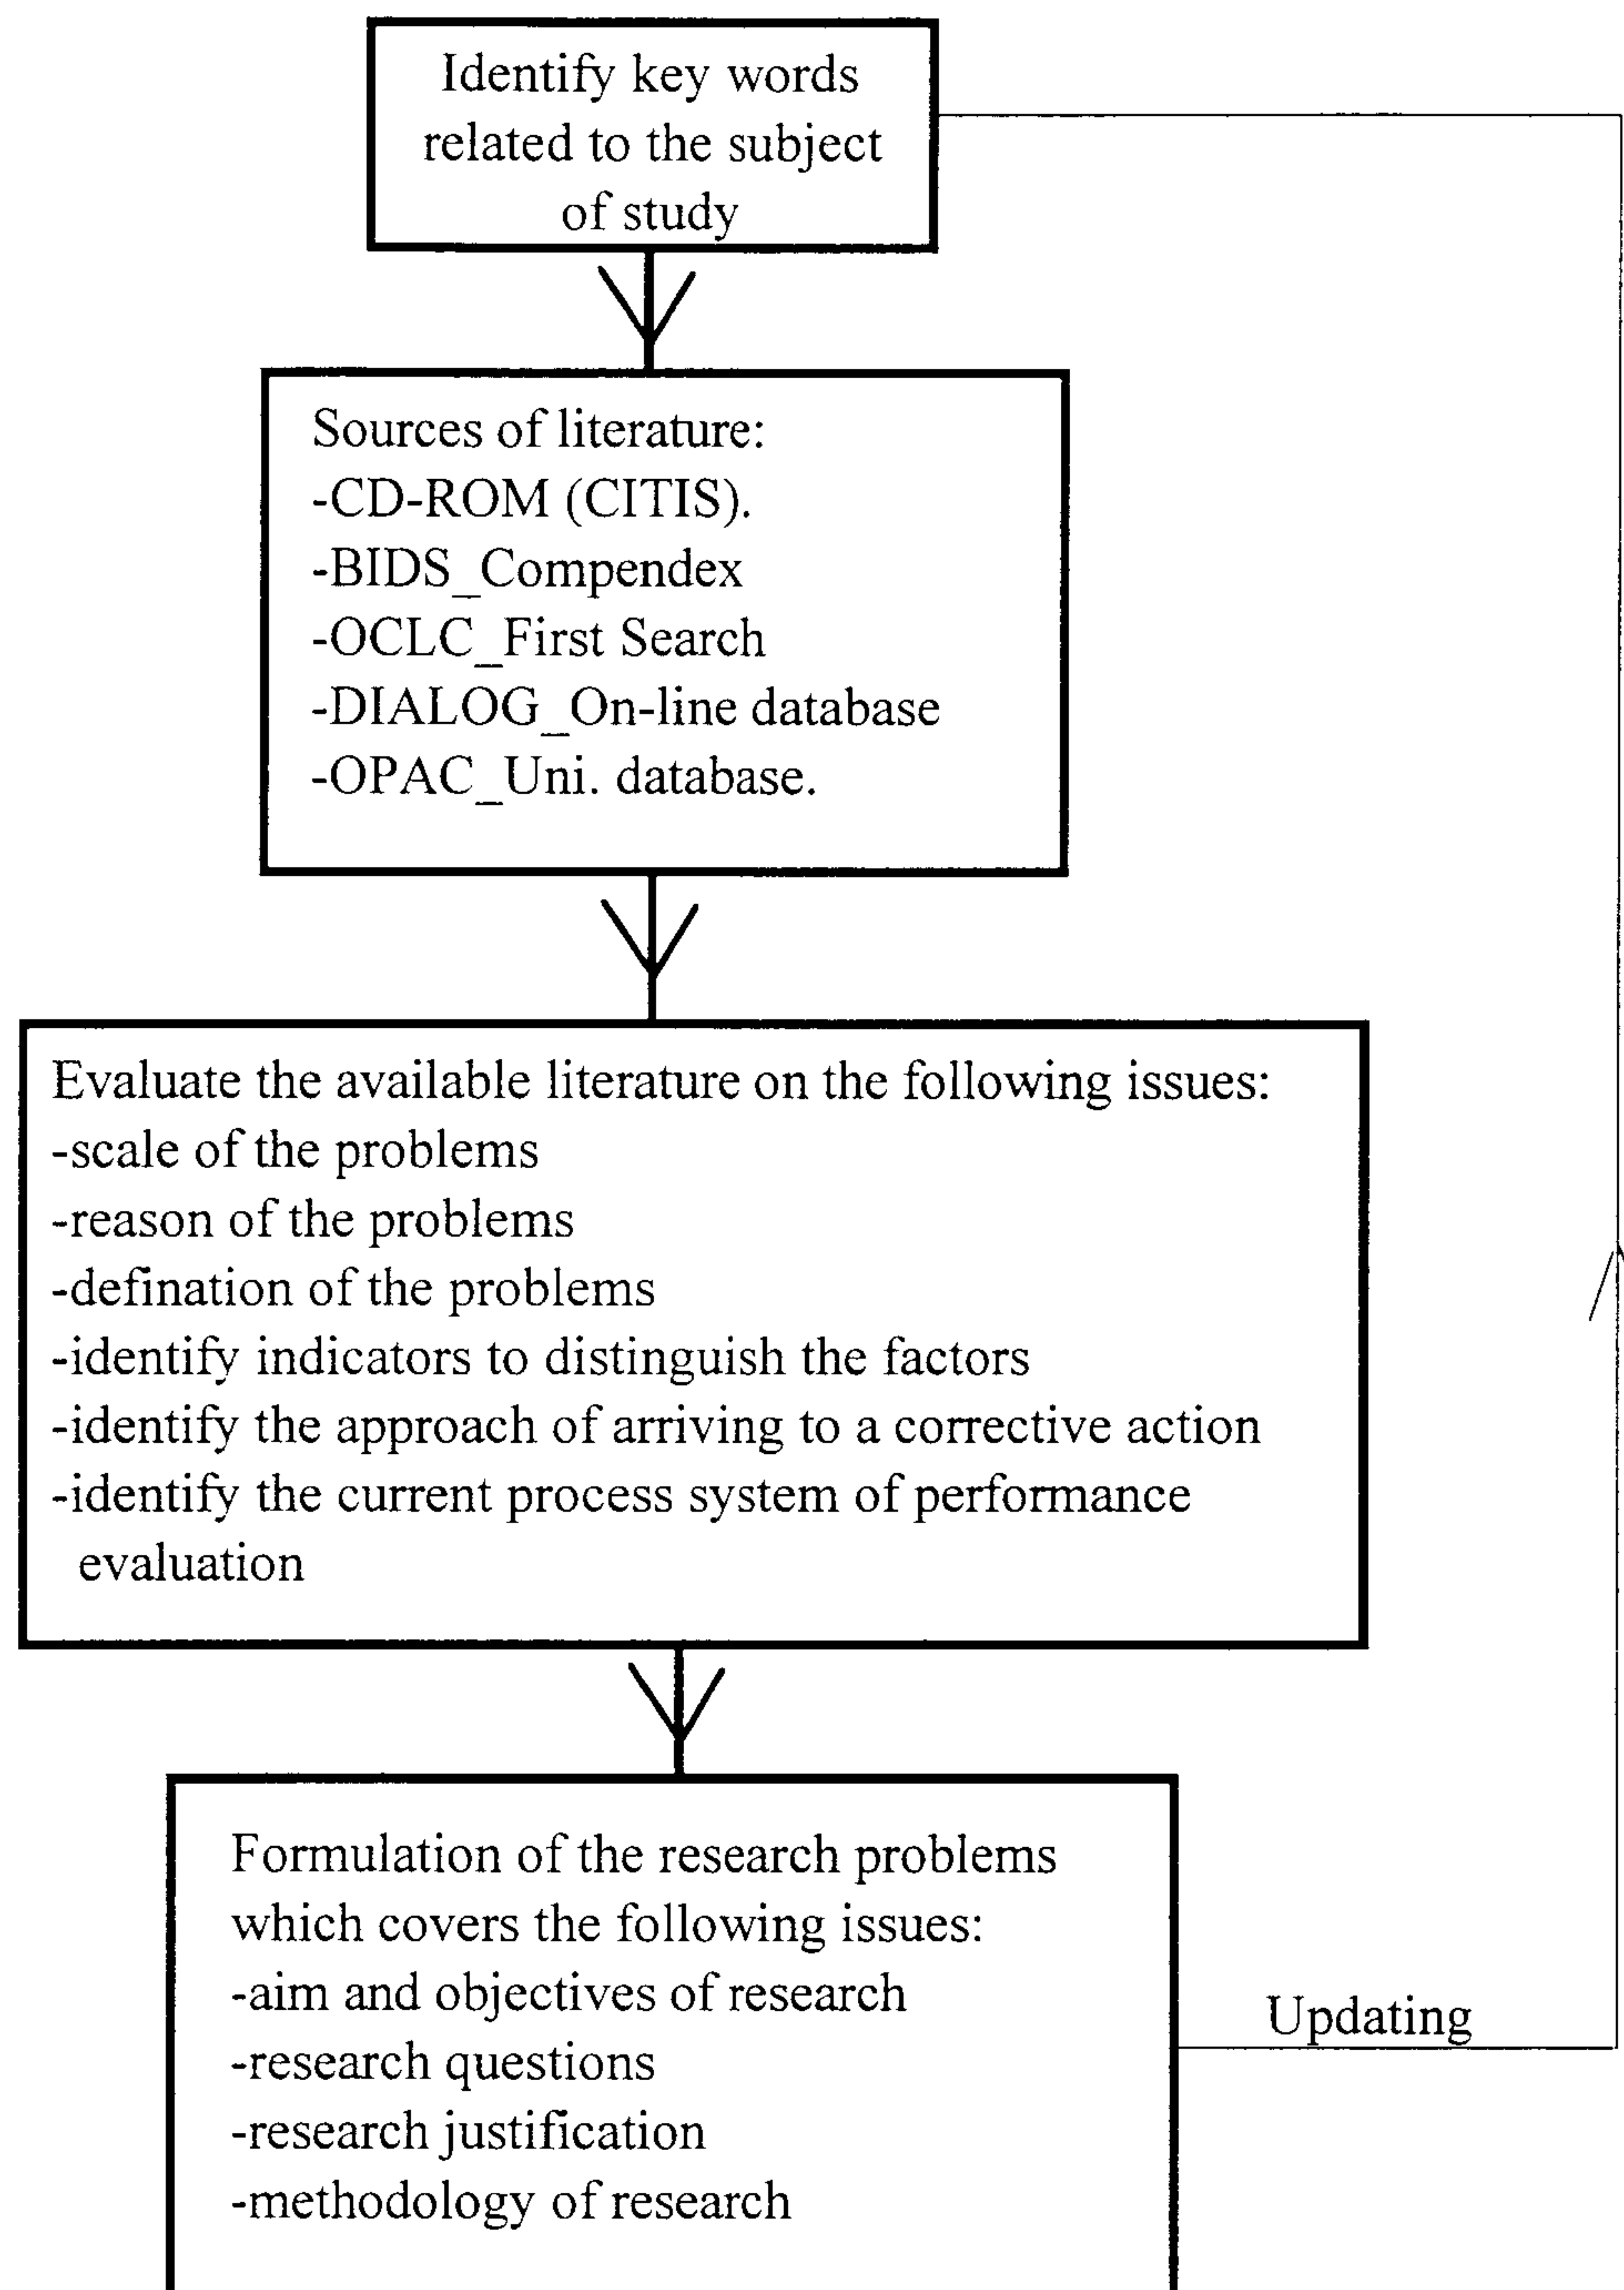 Identify key words
related to the subject
of study
Sources of literature:
-CD-ROM (CITIS).
-BIDS_Compendex
-OCLC_First Search
-DIALOG_On-line database
-OPAC_Uni. database.
Evaluate the available literature on the following issues:
-scale of the problems
-reason of the problems
-defination of the problems
-identify indicators to distinguish the factors
-identify the approach of arriving to a corrective action
-identify the current process system of performance
evaluation
Formulation of the research problems
which covers the following issues:
-aim and objectives of research
-research questions
-research justification
-methodology of research
Updating